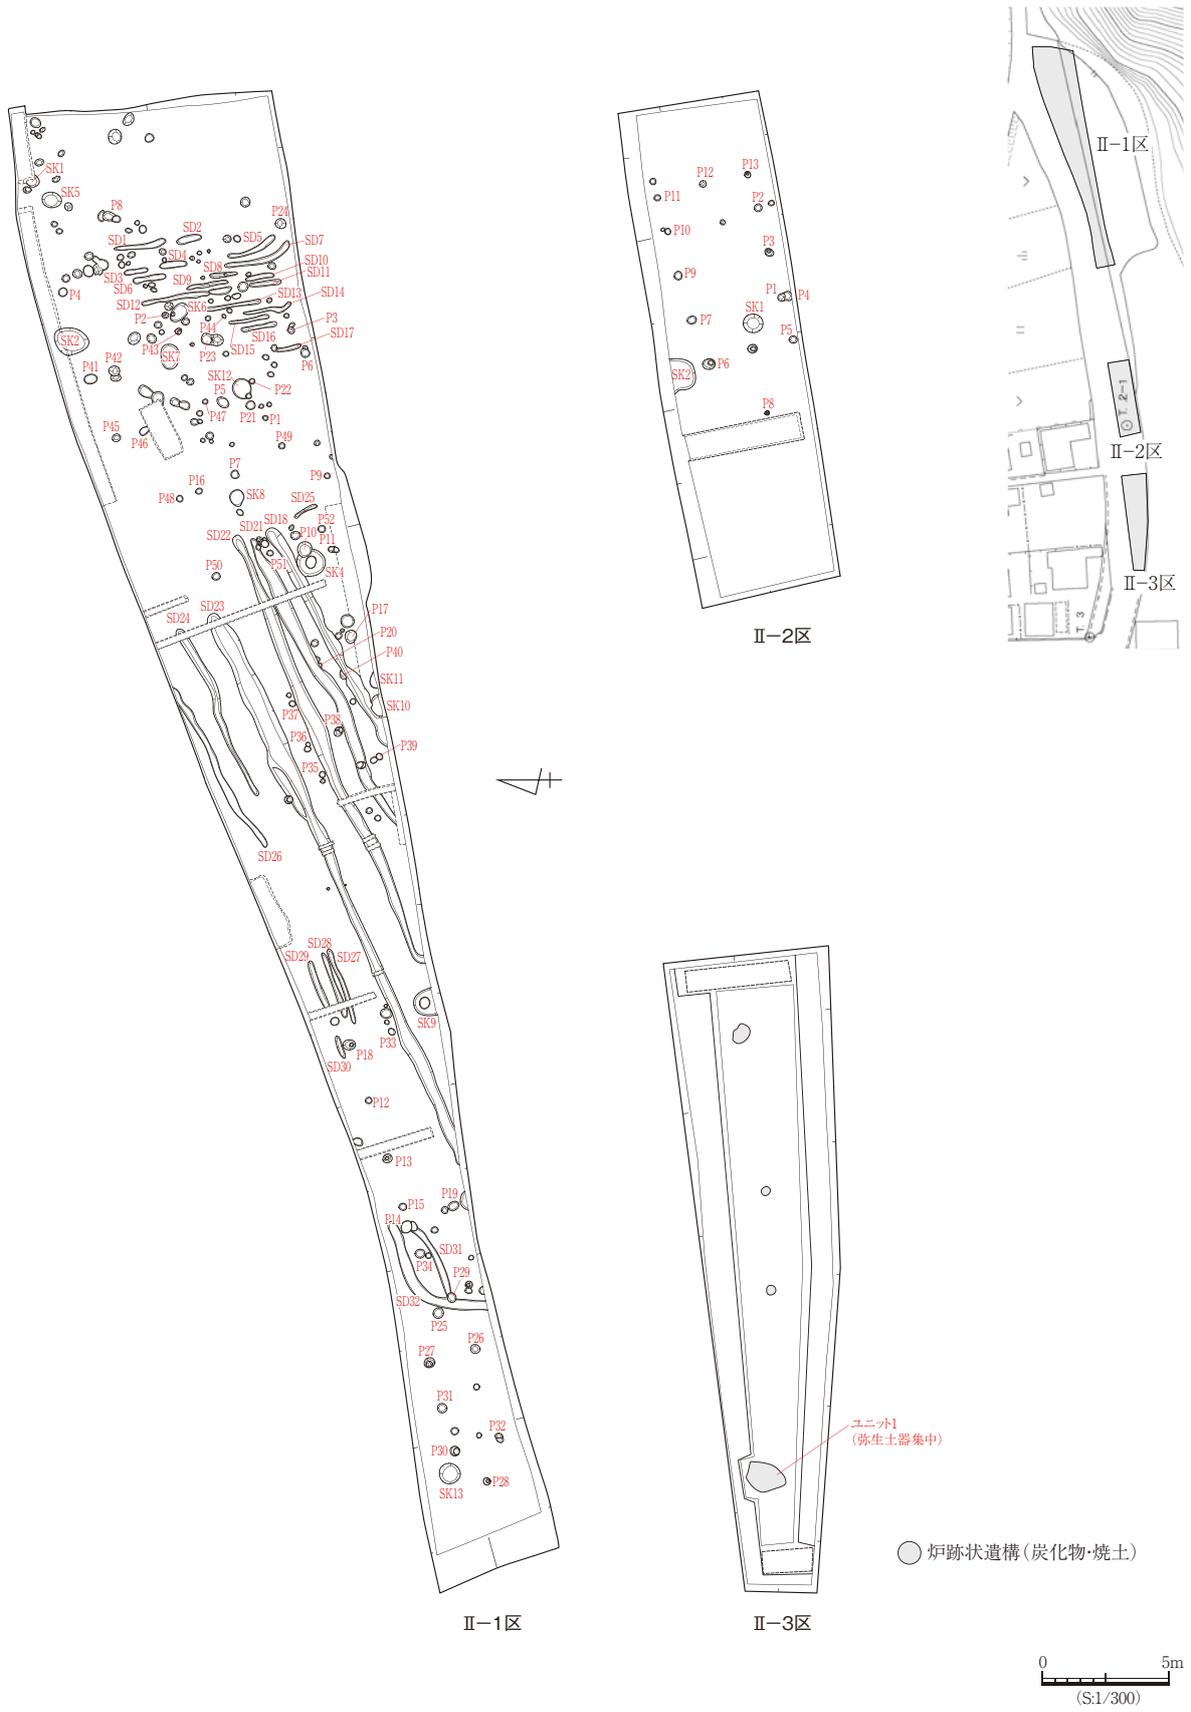 SK1
SK5
P8
P24
SD1
SD2
SD5
SD7
SD3
SD4
SD8
SD10
SD11
SD6
SD9
P4
SD12
SK6
SD13
SD14
P2
P44
P3
SK2
P43
P23
SD15
SD16
SD17
P41
P42
SK7
SK12
P6
P5
P22
P47
P21
P1
P45
P46
P49
P7
P9
P48
P16
SK8
SD25
SD22
SD21
SD18
P52
P10
P11
P50
P51
SK4
SD24
SD23
P17
P20
P40
SK11
SK10
P37
P38
P36
P39
P35
SD26
SD29
SD28
SD27
SK9
P33
SD30
P18
P12
P13
P15
P19
P14
P34
SD31
P29
SD32
P25
P26
P27
P31
P32
P30
SK13
P28
Ⅱ-1区
P12
P13
P11
P2
P10
P3
P9
P1
P4
P7
SK1
P5
SK2
P6
P8
Ⅱ-2区
Ⅱ-1区
T. 2-1
Ⅱ-2区
Ⅱ-3区
T. 3
ユニット1
(弥生土器集中)
Ⅱ-3区
炉跡状遺構(炭化物・焼土)
0 5m
(S:1/300)